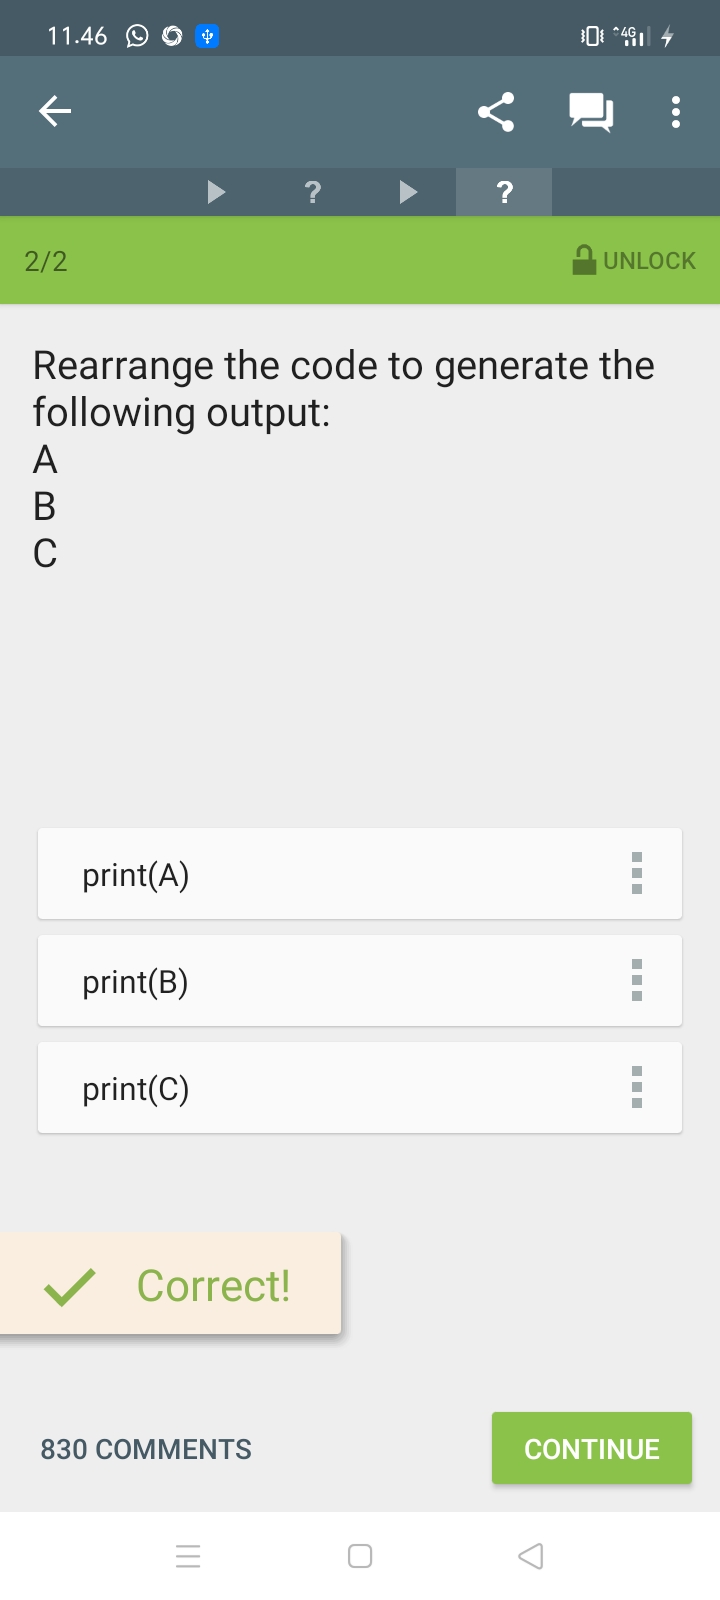 11.46
4G
?
?
2/2
UNLOCK
Rearrange the code to generate the
following output:
A
B
C
print(A)
print(B)
print(C)
Correct!
830 COMMENTS
CONTINUE